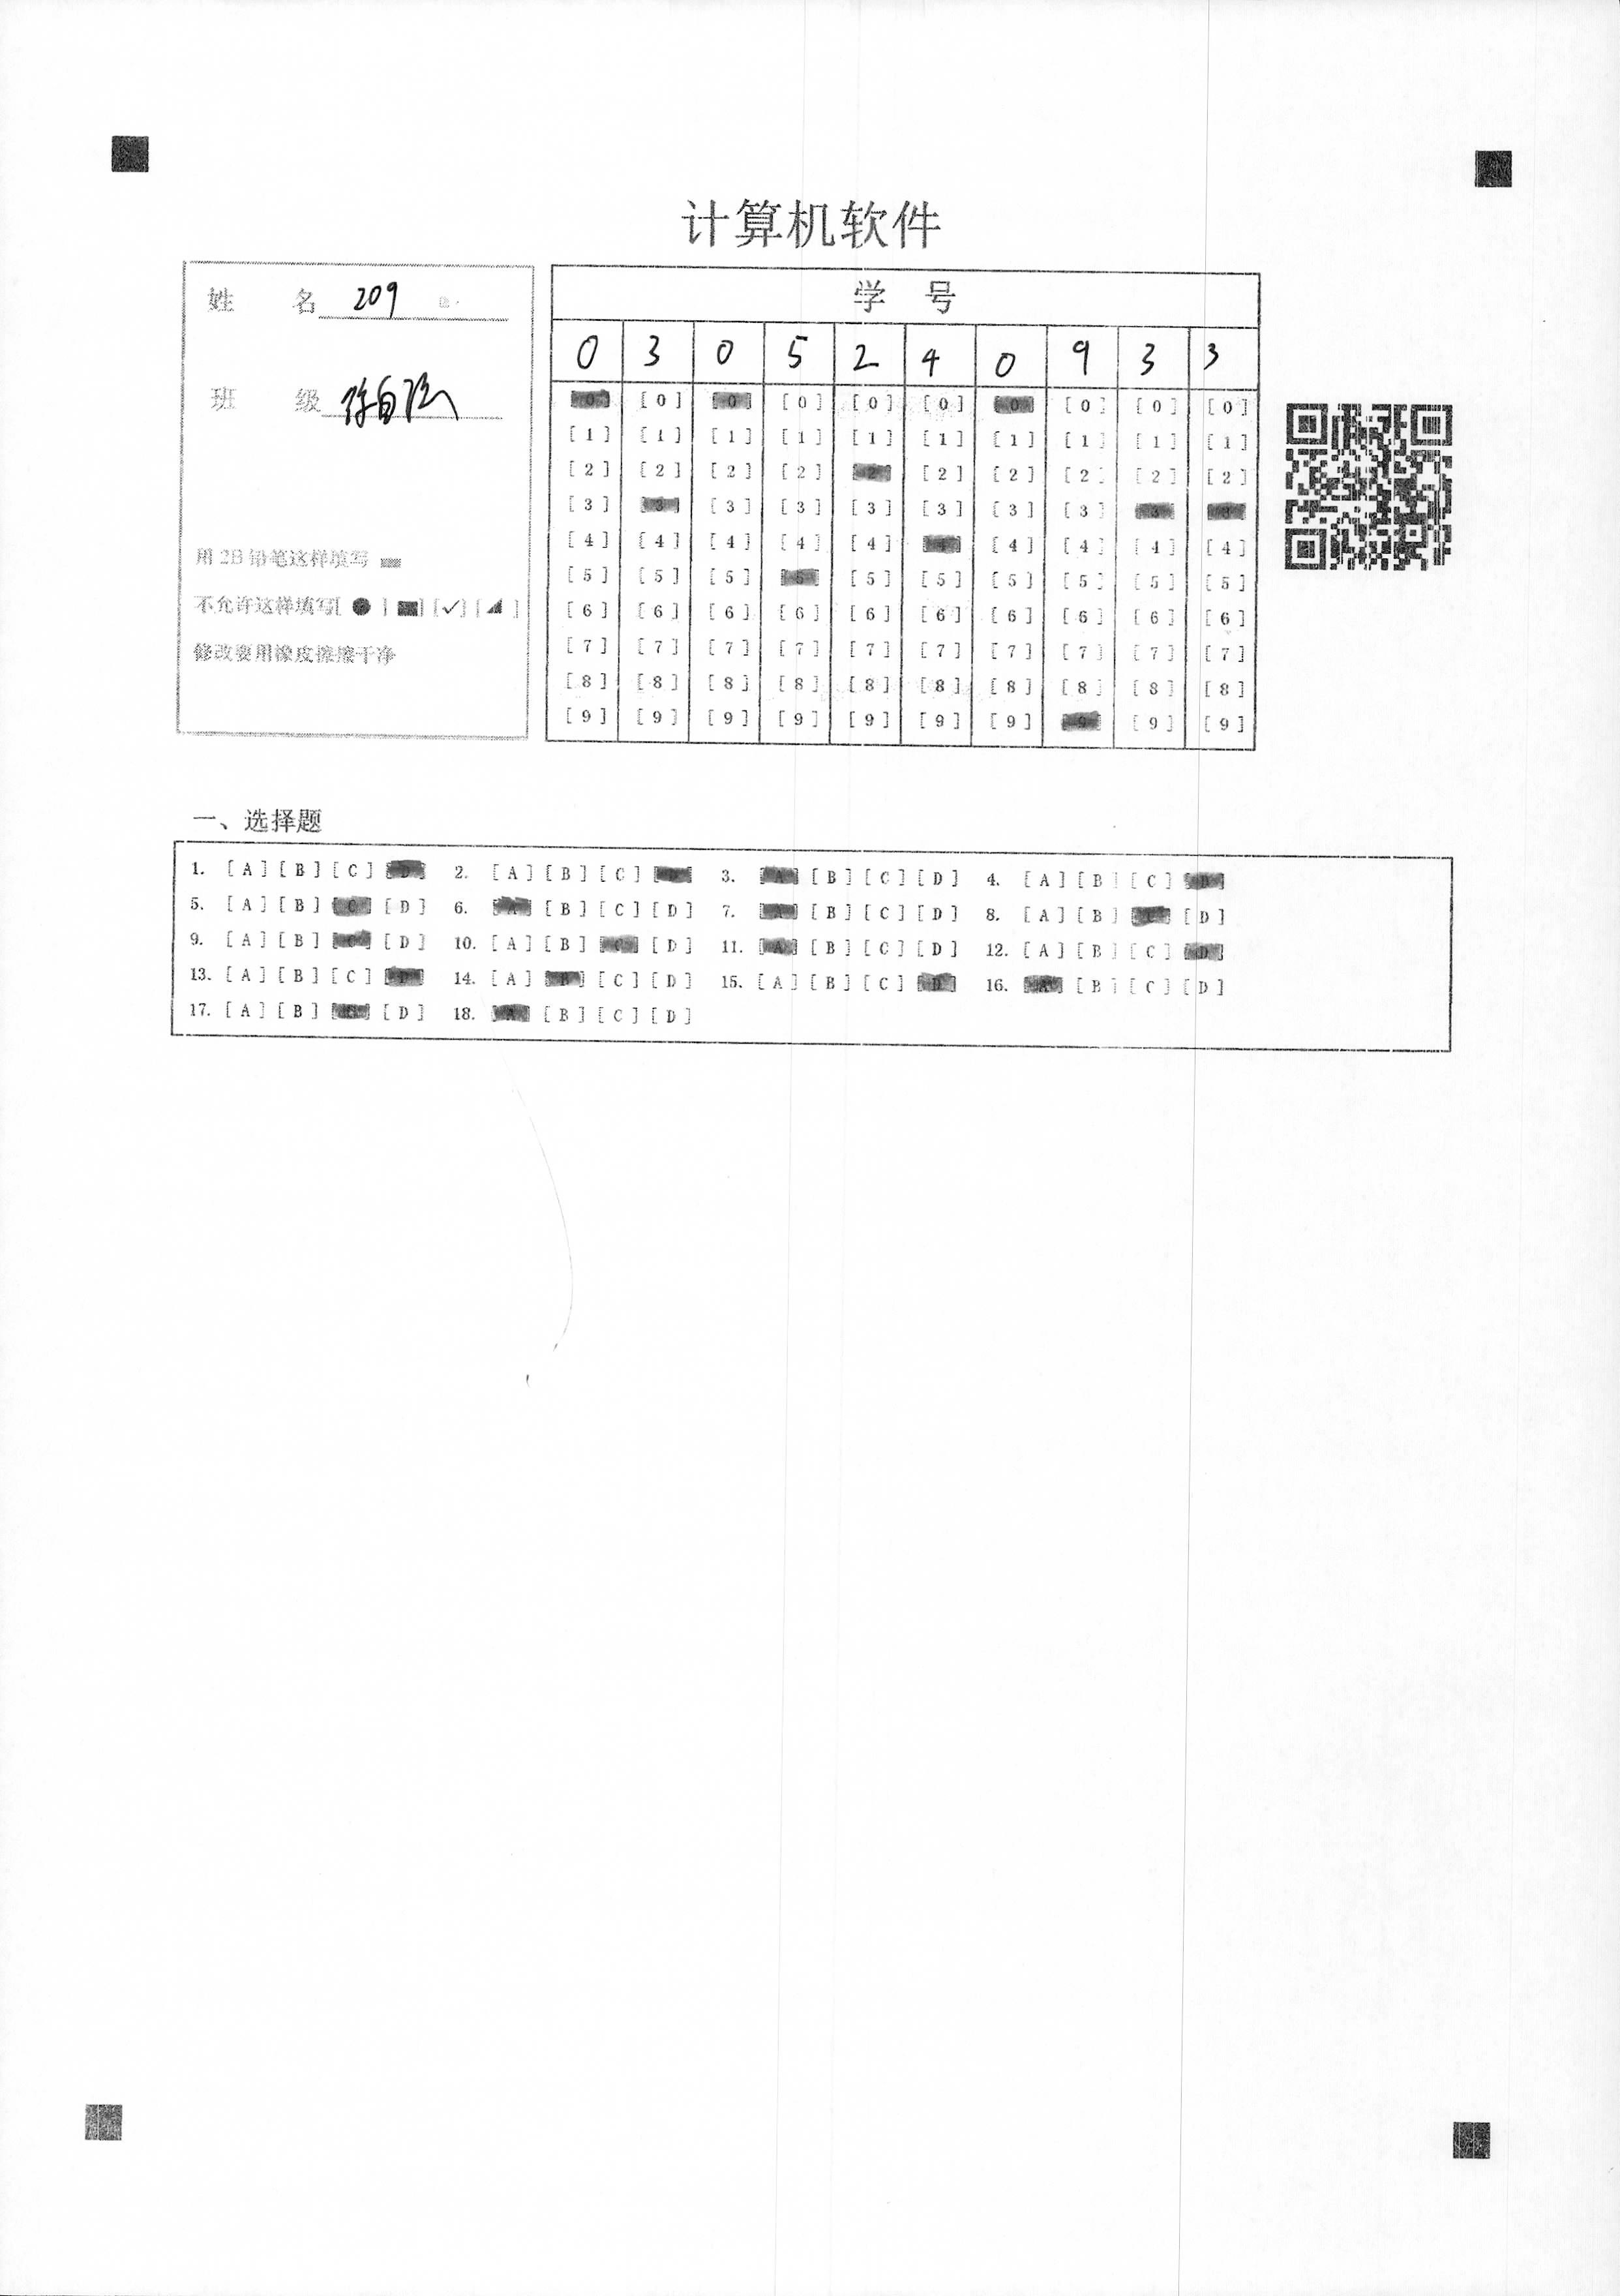 计算机软件
姓 名 209
班 级
用 2B 铅笔这样填写
不允许这样填写[ ● ] [ ] [✓] [ ]
修改要用橡皮擦擦干净
学 号
0 3 0 5 2 4 0 9 3 3
[0] [0] [0] [0] [0] [0] [0] [0] [0] [0]
[1] [1] [1] [1] [1] [1] [1] [1] [1] [1]
[2] [2] [2] [2] [2] [2] [2] [2] [2] [2]
[3] [3] [3] [3] [3] [3] [3] [3] [3] [3]
[4] [4] [4] [4] [4] [4] [4] [4] [4] [4]
[5] [5] [5] [5] [5] [5] [5] [5] [5] [5]
[6] [6] [6] [6] [6] [6] [6] [6] [6] [6]
[7] [7] [7] [7] [7] [7] [7] [7] [7] [7]
[8] [8] [8] [8] [8] [8] [8] [8] [8] [8]
[9] [9] [9] [9] [9] [9] [9] [9] [9] [9]
一、选择题
1. [A] [B] [C] [D] 2. [A] [B] [C] [D] 3. [A] [B] [C] [D] 4. [A] [B] [C] [D]
5. [A] [B] [C] [D] 6. [A] [B] [C] [D] 7. [A] [B] [C] [D] 8. [A] [B] [C] [D]
9. [A] [B] [C] [D] 10. [A] [B] [C] [D] 11. [A] [B] [C] [D] 12. [A] [B] [C] [D]
13. [A] [B] [C] [D] 14. [A] [B] [C] [D] 15. [A] [B] [C] [D] 16. [A] [B] [C] [D]
17. [A] [B] [C] [D] 18. [A] [B] [C] [D]